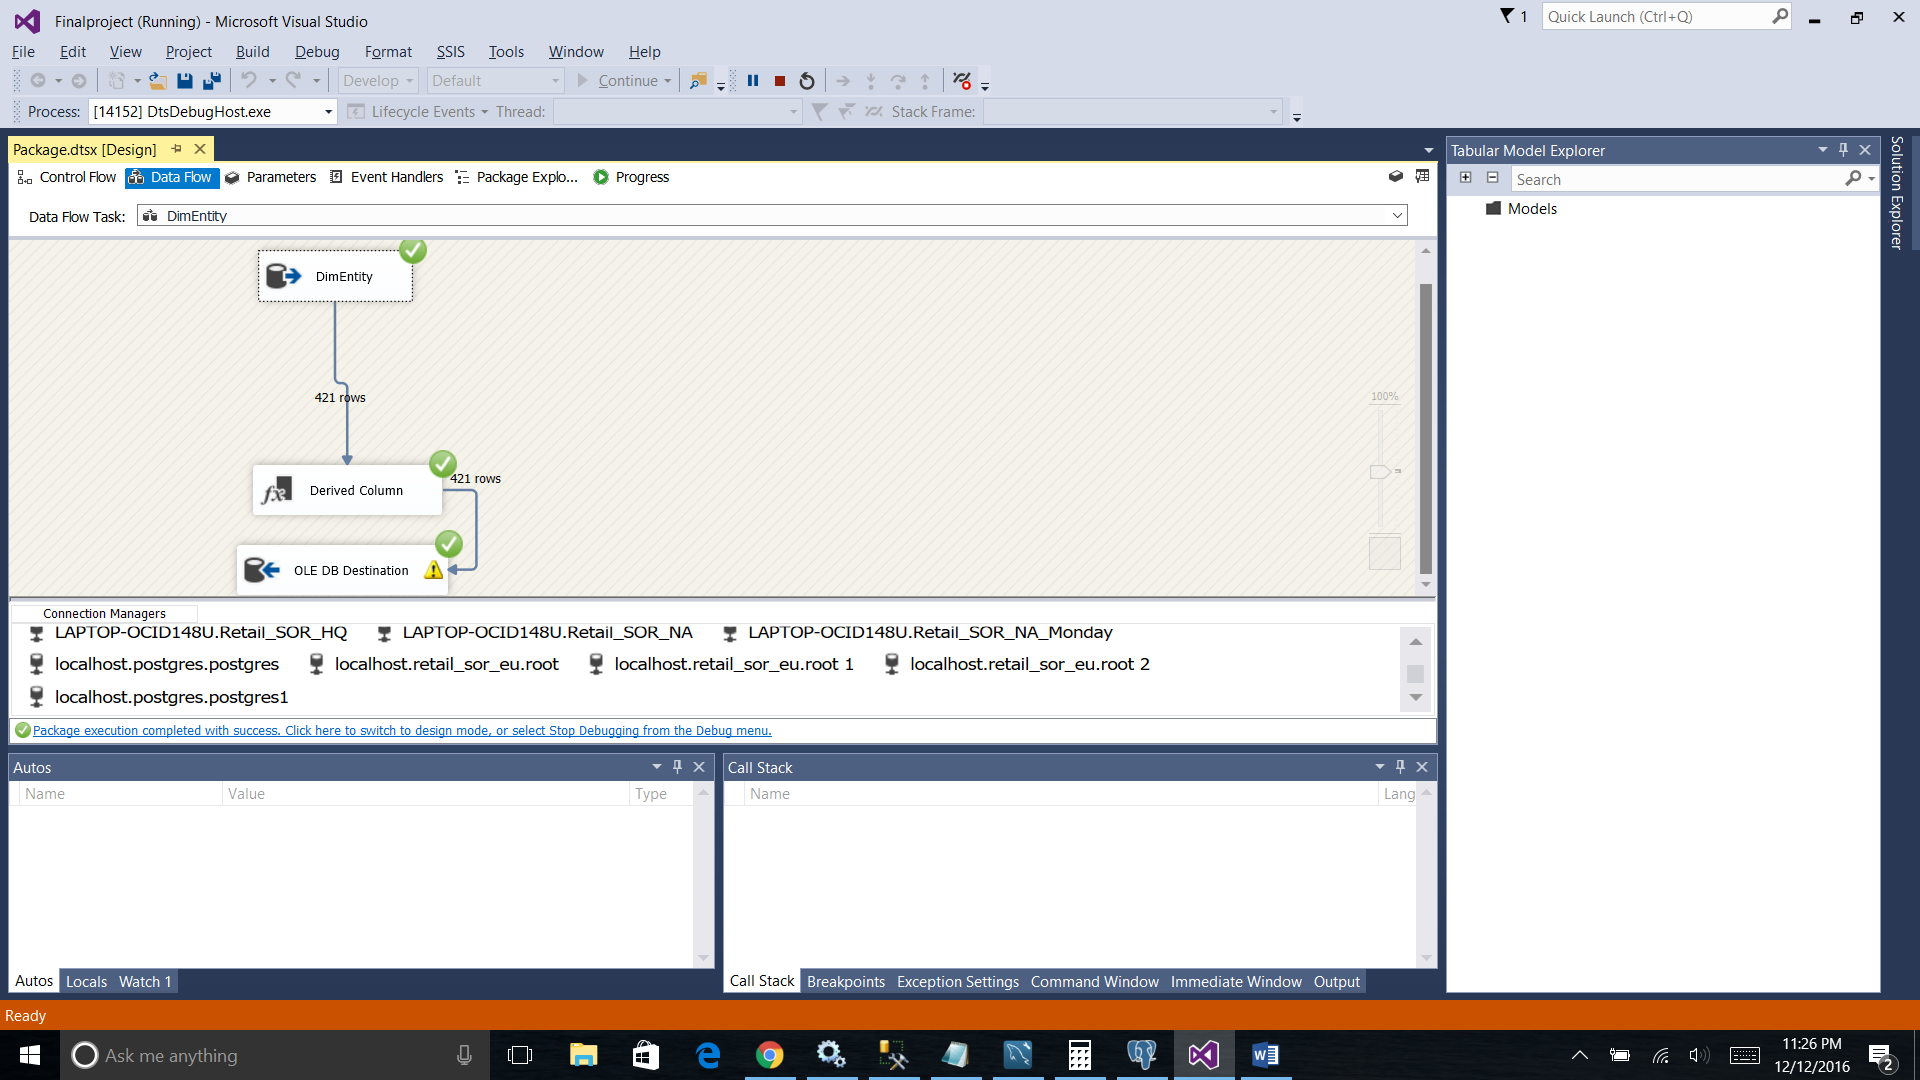 Finalproject (Running) - Microsoft Visual Studio
1
Quick Launch (Ctrl+Q)
File Edit View Project Build Debug Format SSIS Tools Window Help
Develop Default Continue
Process: [14152] DtsDebugHost.exe Lifecycle Events Thread: Stack Frame:
Package.dtsx [Design]
Control Flow Data Flow Parameters Event Handlers Package Explo... Progress
Data Flow Task: DimEntity
DimEntity
421 rows
Derived Column
421 rows
OLE DB Destination
100%
Connection Managers
LAPTOP-OCID148U.Retail_SOR_HQ LAPTOP-OCID148U.Retail_SOR_NA LAPTOP-OCID148U.Retail_SOR_NA_Monday
localhost.postgres.postgres localhost.retail_sor_eu.root localhost.retail_sor_eu.root 1 localhost.retail_sor_eu.root 2
localhost.postgres.postgres1
Package execution completed with success. Click here to switch to design mode, or select Stop Debugging from the Debug menu.
Autos
Name Value Type
Autos Locals Watch 1
Call Stack
Name Lang
Call Stack Breakpoints Exception Settings Command Window Immediate Window Output
Tabular Model Explorer
Search
Models
Solution Explorer
Ready
Ask me anything
11:26 PM
12/12/2016
2